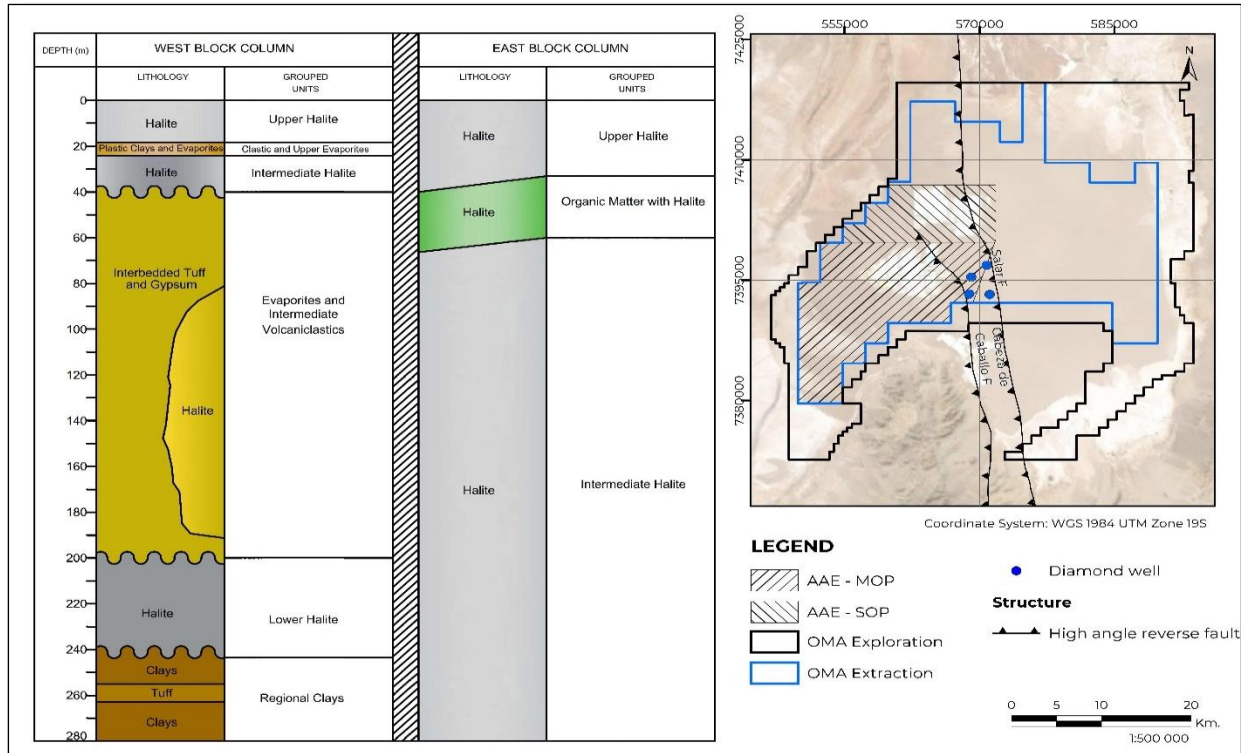 DEPTH (m)
WEST BLOCK COLUMN
EAST BLOCK COLUMN
LITHOLOGY
GROUPED
UNITS
LITHOLOGY
GROUPED
UNITS
0
20
40
60
80
100
120
140
160
180
200
220
240
260
280
Halite
Upper Halite
Plastic Clays and Evaporites
Clastic and Upper Evaporites
Halite
Intermediate Halite
Interbedded Tuff
and Gypsum
Evaporites and
Intermediate
Volcaniclastics
Halite
Halite
Lower Halite
Clays
Tuff
Clays
Regional Clays
Halite
Upper Halite
Halite
Organic Matter with Halite
Halite
Intermediate Halite
555000
570000
585000
7425000
7410000
7395000
7380000
N
Salar F
Cabeza de
Caballo F
Coordinate System: WGS 1984 UTM Zone 19S
LEGEND
AAE - MOP
AAE - SOP
OMA Exploration
OMA Extraction
Diamond well
Structure
High angle reverse fault
0 5 10 20
Km.
1:500 000